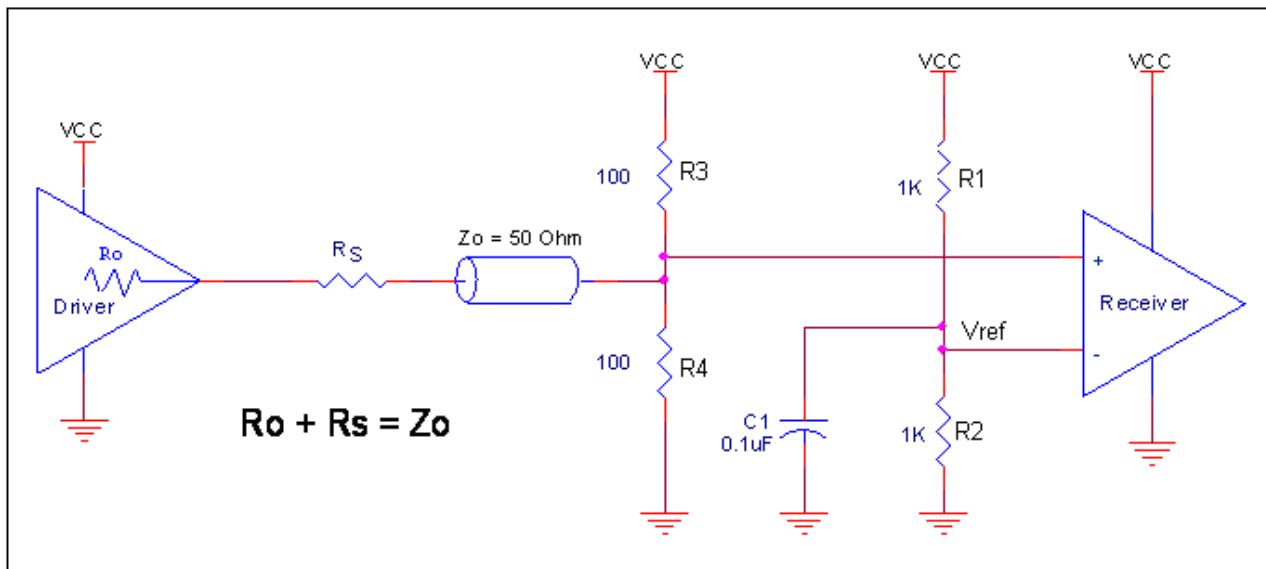 VCC
VCC
VCC
VCC
R3
100
R1
1K
Zo = 50 Ohm
RS
Ro
Driver
+
Receiver
Vref
-
R4
100
Ro + Rs = Zo
C1
0.1uF
R2
1K